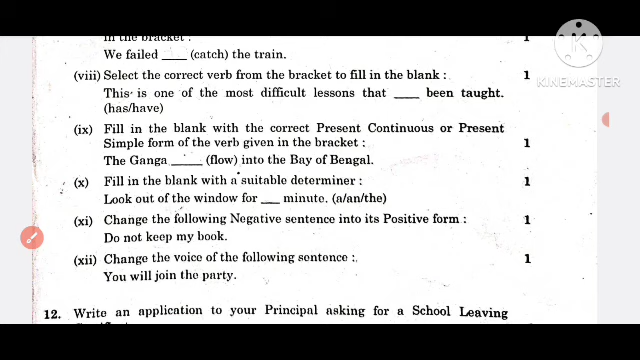 in the bracket :
1
We failed ____ (catch) the train.
(viii) Select the correct verb from the bracket to fill in the blank : 1
This is one of the most difficult lessons that ____ been taught.
(has/have)
(ix) Fill in the blank with the correct Present Continuous or Present
Simple form of the verb given in the bracket : 1
The Ganga _____ (flow) into the Bay of Bengal.
(x) Fill in the blank with a suitable determiner : 1
Look out of the window for ___ minute. (a/an/the)
(xi) Change the following Negative sentence into its Positive form : 1
Do not keep my book.
(xii) Change the voice of the following sentence : 1
You will join the party.
12. Write an application to your Principal asking for a School Leaving
K
KINEMASTER